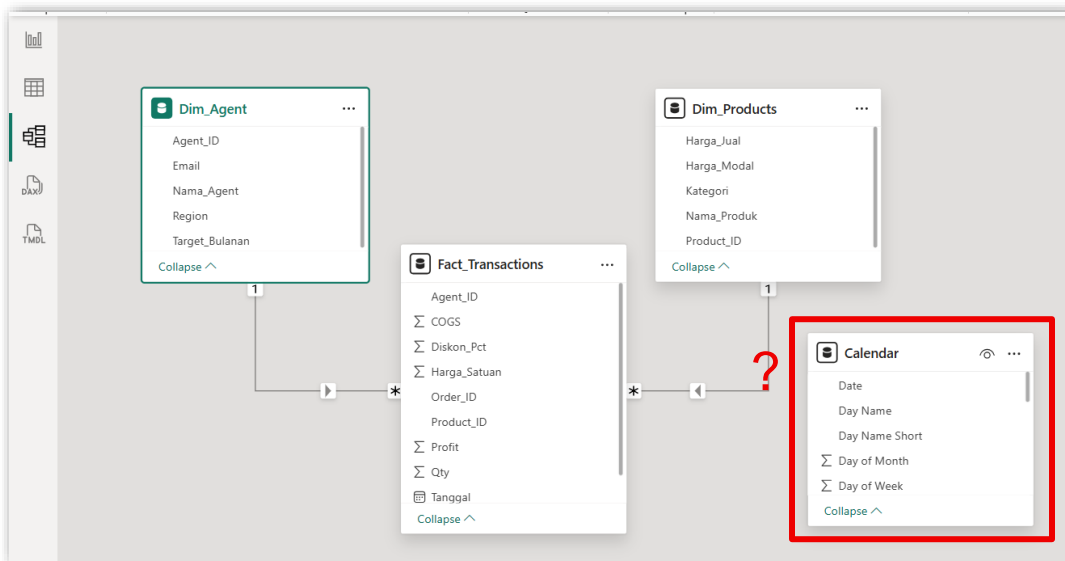 DAX
TMDL
Dim_Agent
Agent_ID
Email
Nama_Agent
Region
Target_Bulanan
Collapse
1
Fact_Transactions
Agent_ID
∑ COGS
∑ Diskon_Pct
∑ Harga_Satuan
Order_ID
Product_ID
∑ Profit
∑ Qty
Tanggal
Collapse
*
*
Dim_Products
Harga_Jual
Harga_Modal
Kategori
Nama_Produk
Product_ID
Collapse
1
?
Calendar
Date
Day Name
Day Name Short
∑ Day of Month
∑ Day of Week
Collapse